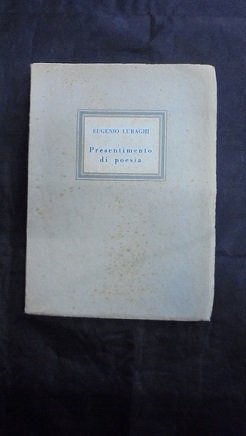 EUGENIO LURAGHI
Presentimento
di poesia